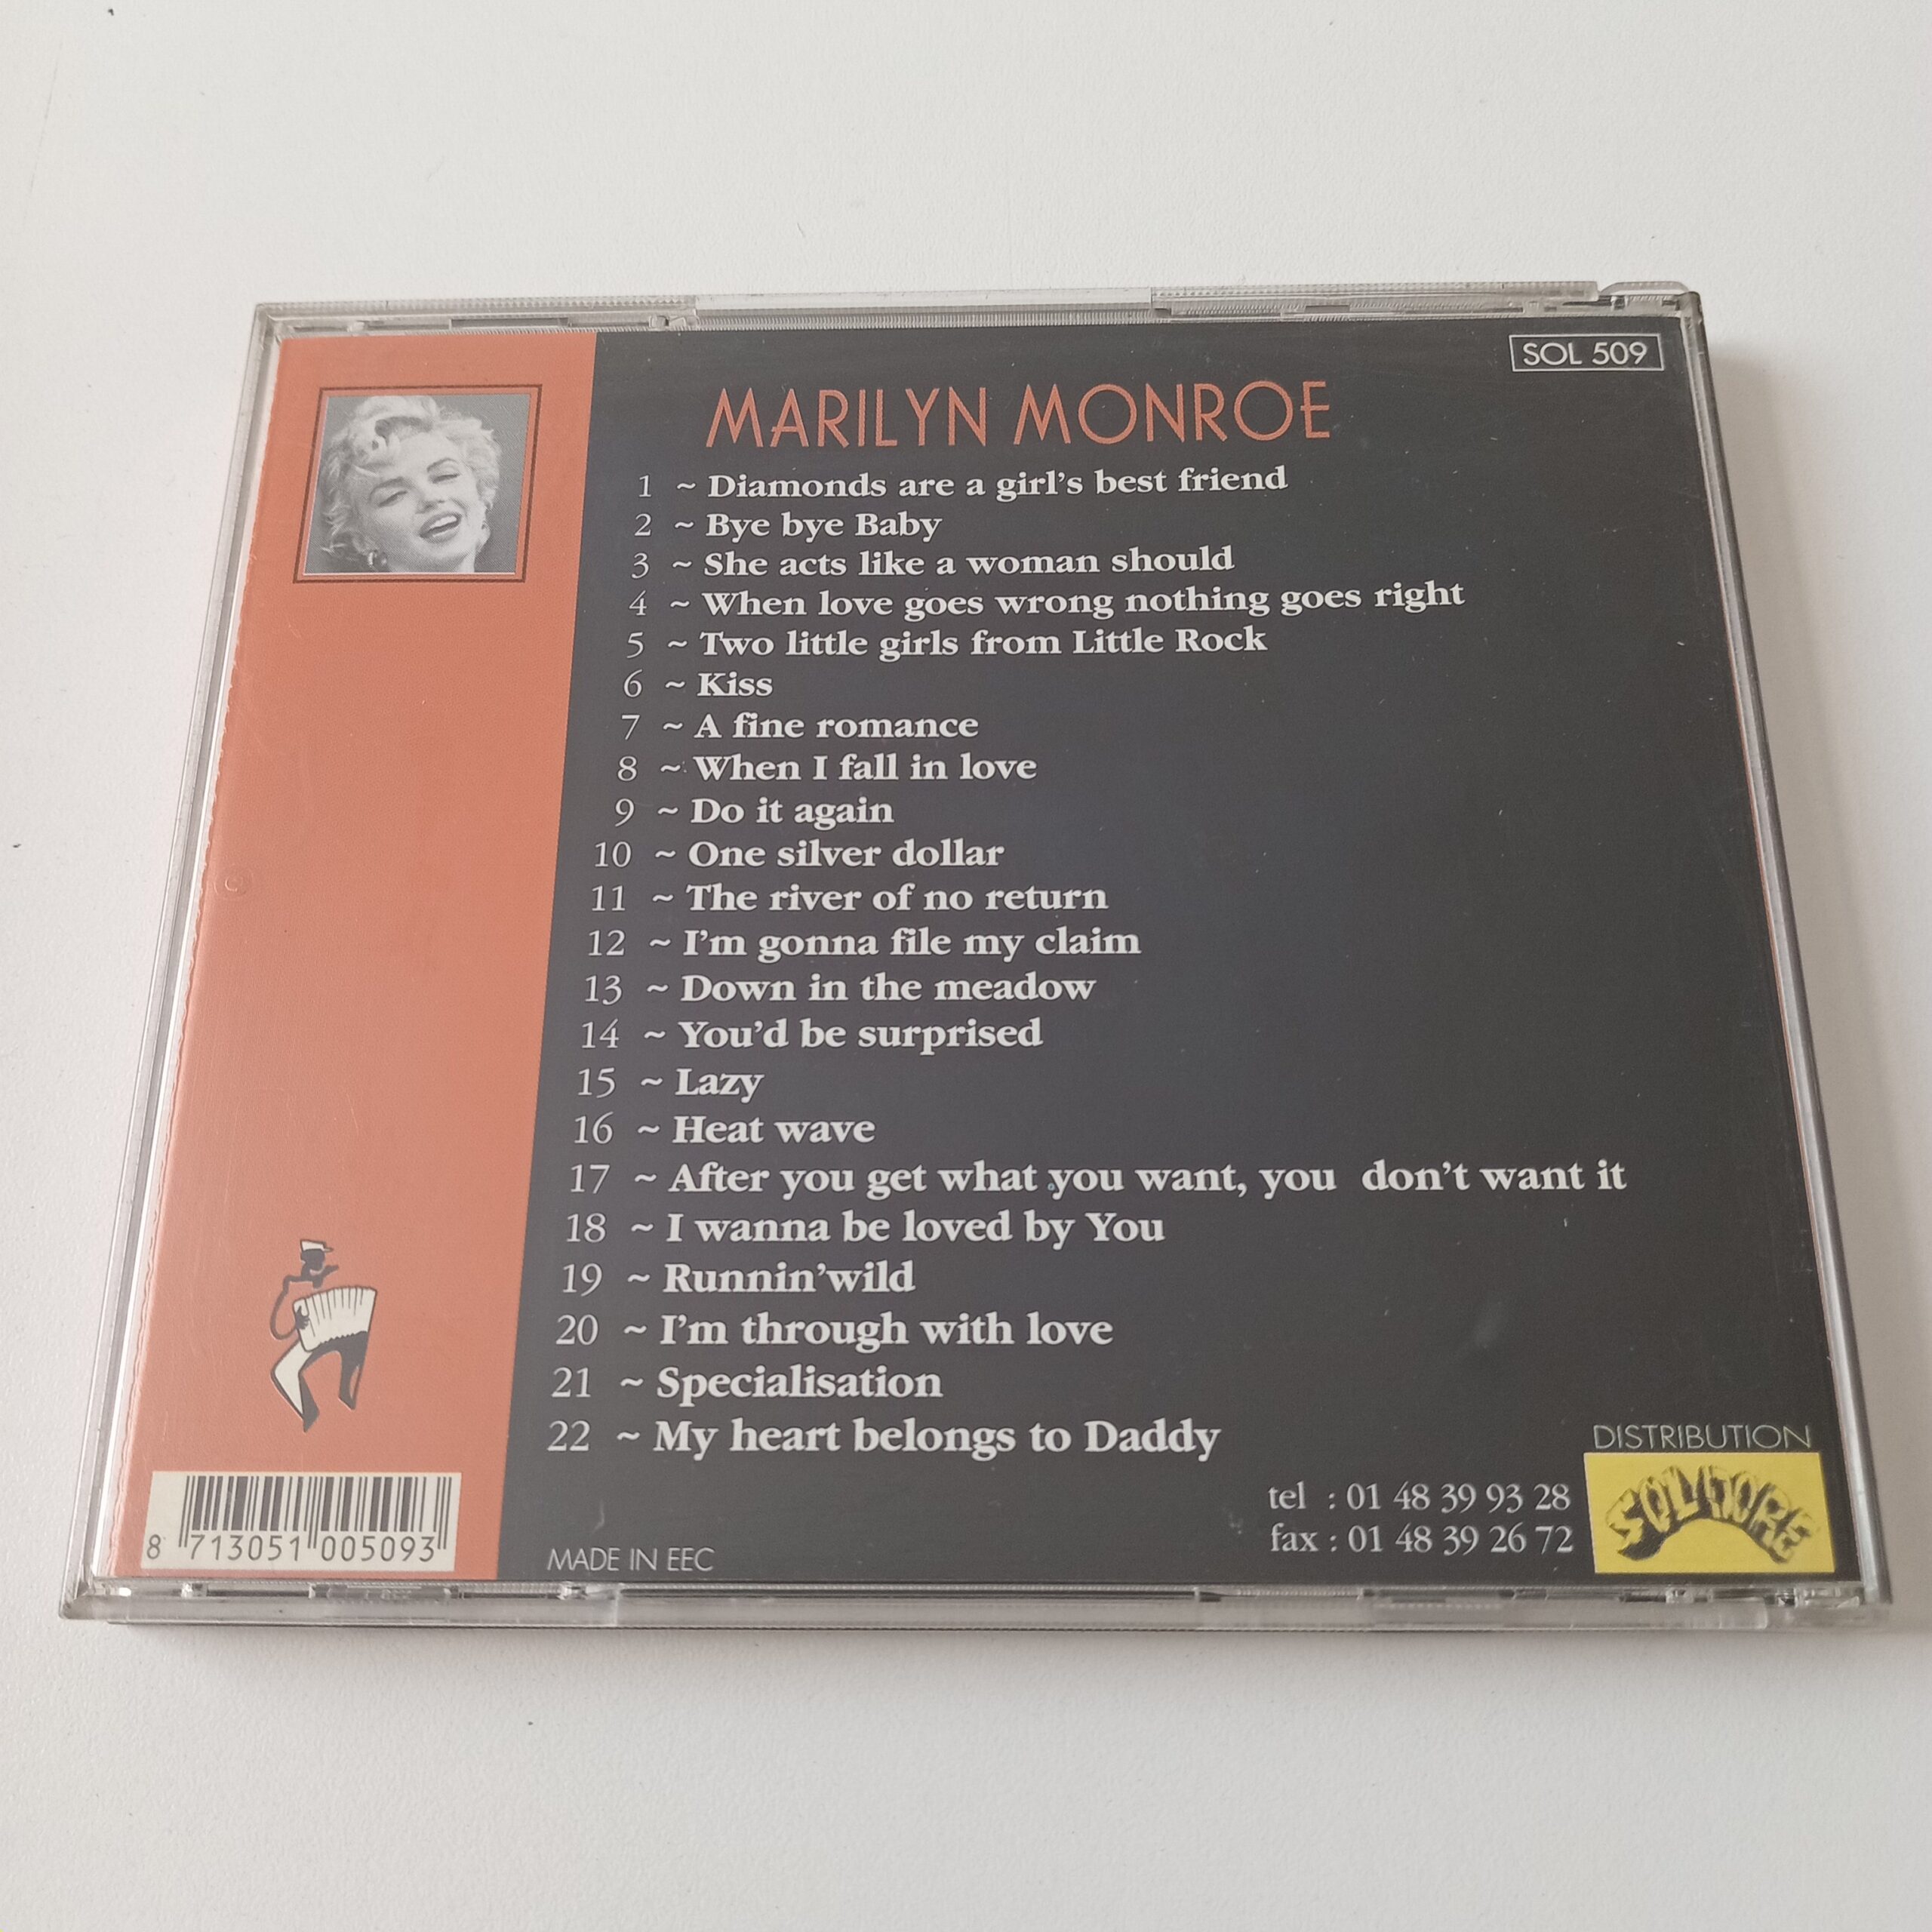 SOL 509
MARILYN MONROE
1 ~ Diamonds are a girl's best friend
2 ~ Bye bye Baby
3 ~ She acts like a woman should
4 ~ When love goes wrong nothing goes right
5 ~ Two little girls from Little Rock
6 ~ Kiss
7 ~ A fine romance
8 ~ When I fall in love
9 ~ Do it again
10 ~ One silver dollar
11 ~ The river of no return
12 ~ I'm gonna file my claim
13 ~ Down in the meadow
14 ~ You'd be surprised
15 ~ Lazy
16 ~ Heat wave
17 ~ After you get what you want, you don't want it
18 ~ I wanna be loved by You
19 ~ Runnin'wild
20 ~ I'm through with love
21 ~ Specialisation
22 ~ My heart belongs to Daddy
DISTRIBUTION
SOLITORE
tel : 01 48 39 93 28
fax : 01 48 39 26 72
MADE IN EEC
8 713051 005093